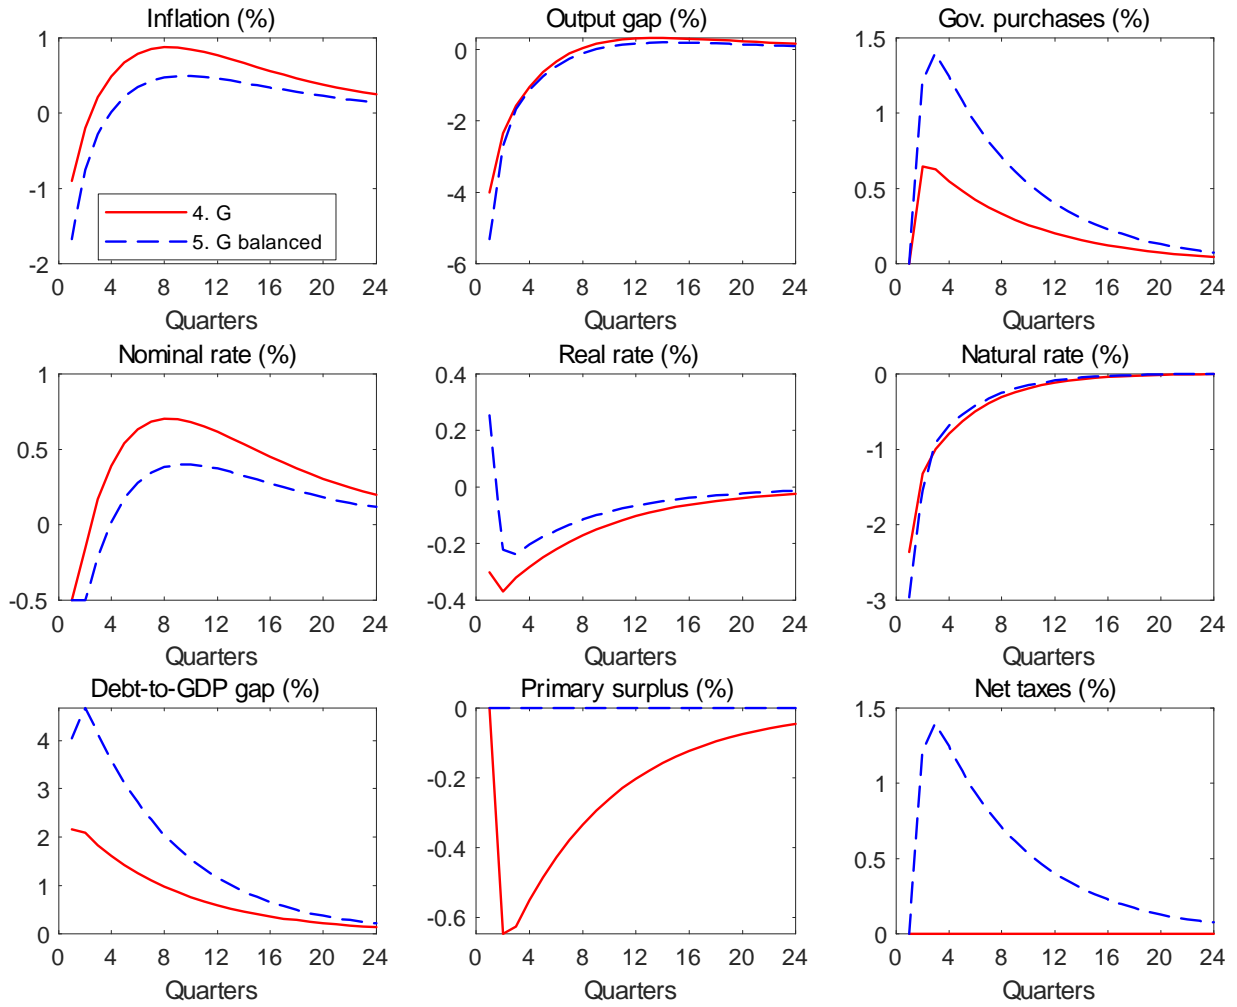 Inflation (%)
1
0
-1
-2
4. G
5. G balanced
0 4 8 12 16 20 24
Quarters
Output gap (%)
0
-2
-4
-6
0 4 8 12 16 20 24
Quarters
Gov. purchases (%)
1.5
1
0.5
0
0 4 8 12 16 20 24
Quarters
Nominal rate (%)
1
0.5
0
-0.5
0 4 8 12 16 20 24
Quarters
Real rate (%)
0.4
0.2
0
-0.2
-0.4
0 4 8 12 16 20 24
Quarters
Natural rate (%)
0
-1
-2
-3
0 4 8 12 16 20 24
Quarters
Debt-to-GDP gap (%)
4
3
2
1
0
0 4 8 12 16 20 24
Quarters
Primary surplus (%)
0
-0.2
-0.4
-0.6
0 4 8 12 16 20 24
Quarters
Net taxes (%)
1.5
1
0.5
0
0 4 8 12 16 20 24
Quarters